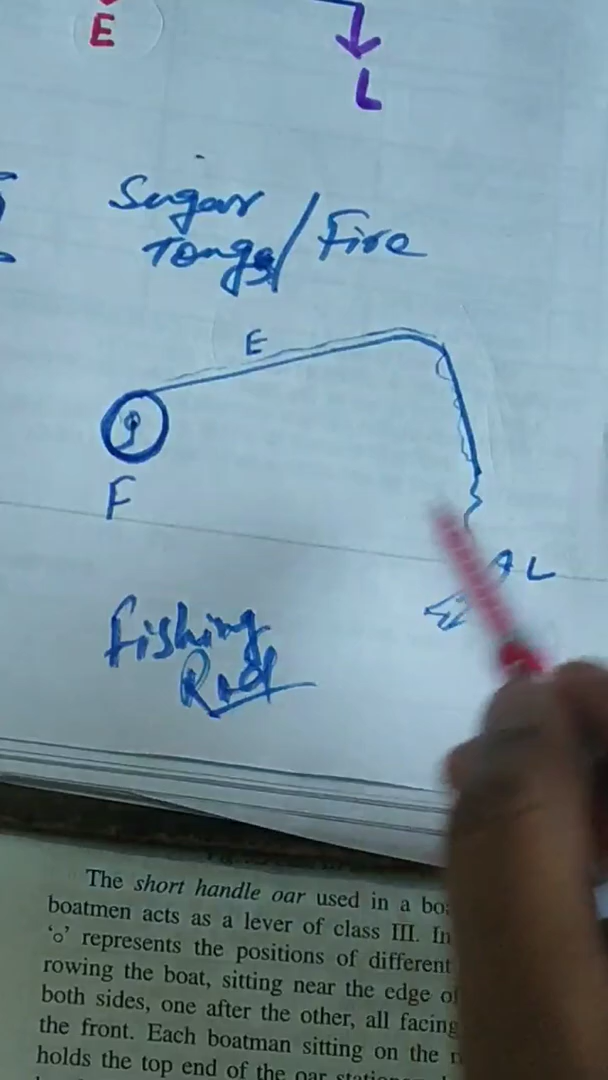 E
L
Sugar
Tongs / Fire
E
F
L
Fishing
Rod
The short handle oar used in a
boatmen acts as a lever of class III. In
'o' represents the positions of different
rowing the boat, sitting near the edge
both sides, one after the other, all facing
the front. Each boatman sitting on the
holds the top end of the oar